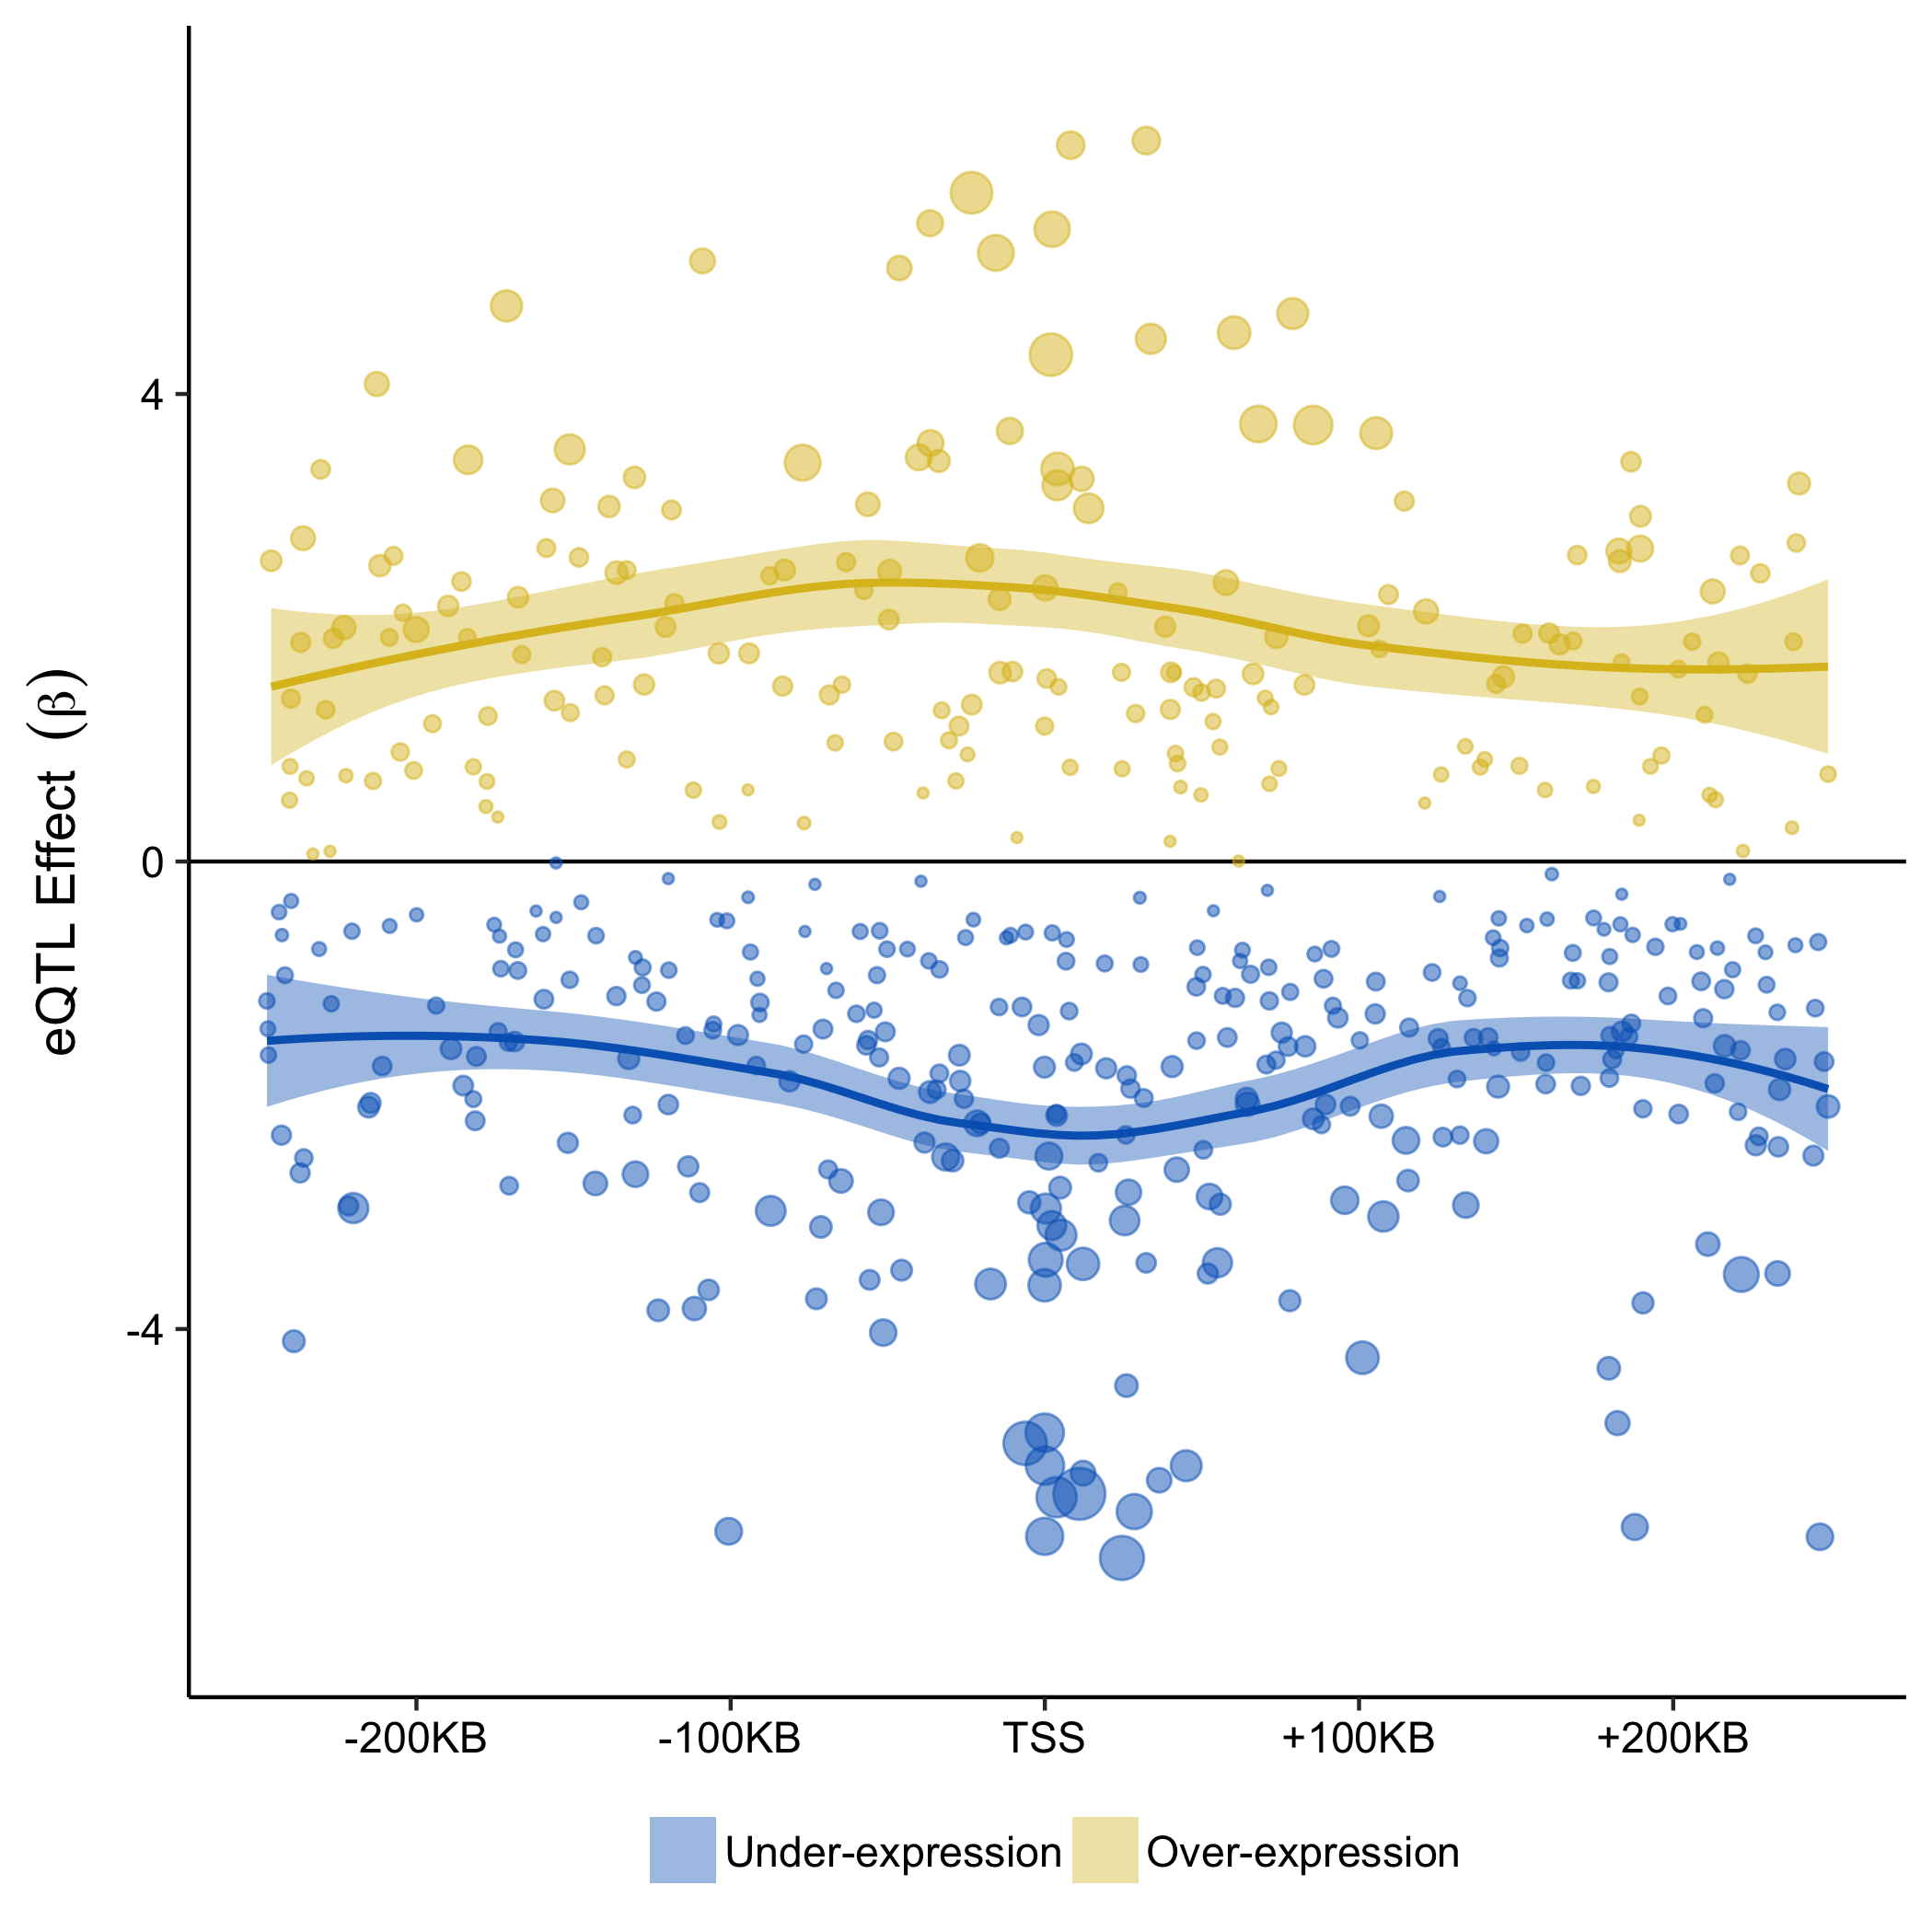 eQTL Effect (β)
4
0
-4
-200KB -100KB TSS +100KB +200KB
Under-expression Over-expression